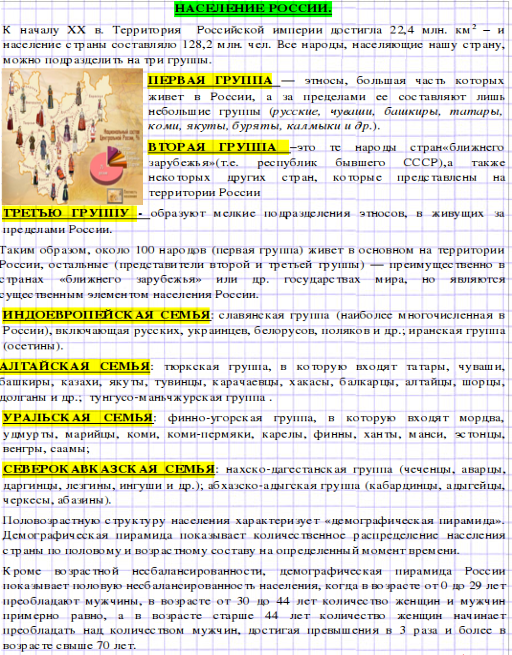 НАСЕЛЕНИЕ РОССИИ.
К началу XX в. Территория Российской империи достигла 22,4 млн. км² – и
население страны составляло 128,2 млн. чел. Все народы, населяющие нашу страну,
можно подразделить на три группы.
ПЕРВАЯ ГРУППА — этносы, большая часть которых
живет в России, а за пределами ее составляют лишь
небольшие группы (русские, чуваши, башкиры, татары,
коми, якуты, буряты, калмыки и др.).
ВТОРАЯ ГРУППА –это те народы стран«ближнего
зарубежья»(т.е. республик бывшего СССР),а также
некоторых других стран, которые представлены на
территории России
ТРЕТЬЮ ГРУППУ - образуют мелкие подразделения этносов, в живущих за
пределами России.
Таким образом, около 100 народов (первая группа) живет в основном на территории
России, остальные (представители второй и третьей группы) — преимущественно в
странах «ближнего зарубежья» или др. государствах мира, но являются
существенным элементом населения России.
ИНДОЕВРОПЕЙСКАЯ СЕМЬЯ: славянская группа (наиболее многочисленная в
России), включающая русских, украинцев, белорусов, поляков и др.; иранская группа
(осетины).
АЛТАЙСКАЯ СЕМЬЯ: тюркская группа, в которую входят татары, чуваши,
башкиры, казахи, якуты, тувинцы, карачаевцы, хакасы, балкарцы, алтайцы, шорцы,
долганы и др.; тунгусо-маньчжурская группа .
УРАЛЬСКАЯ СЕМЬЯ: финно-угорская группа, в которую входят мордва,
удмурты, марийцы, коми, коми-пермяки, карелы, финны, ханты, манси, эстонцы,
венгры, саамы;
СЕВЕРОКАВКАЗСКАЯ СЕМЬЯ: нахско-дагестанская группа (чеченцы, аварцы,
даргинцы, лезгины, ингуши и др.); абхазско-адыгская группа (кабардинцы, адыгейцы,
черкесы, абазины).
Половозрастную структуру населения характеризует «демографическая пирамида».
Демографическая пирамида показывает количественное распределение населения
страны по половому и возрастному составу на определенный момент времени.
Кроме возрастной несбалансированности, демографическая пирамида России
показывает половую несбалансированность населения, когда в возрасте от 0 до 29 лет
преобладают мужчины, в возрасте от 30 до 44 лет количество женщин и мужчин
примерно равно, а в возрасте старше 44 лет количество женщин начинает
преобладать над количеством мужчин, достигая превышения в 3 раза и более в
возрасте свыше 70 лет.